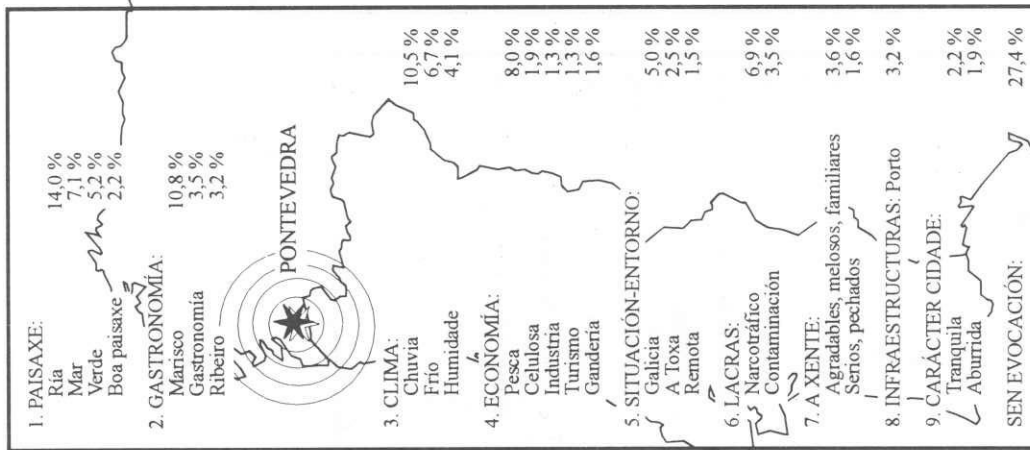 1. PAISAXE:
Ría 14,0 %
Mar 7,1 %
Verde 5,2 %
Boa paisaxe 2,2 %
2. GASTRONOMÍA:
Marisco 10,8 %
Gastronomía 3,5 %
Ribeiro 3,2 %
PONTEVEDRA
3. CLIMA:
Chuvia 10,5 %
Frío 6,7 %
Humidade 4,1 %
4. ECONOMÍA:
Pesca 8,0 %
Celulosa 1,9 %
Industria 1,3 %
Turismo 1,3 %
Gandería 1,6 %
5. SITUACIÓN-ENTORNO:
Galicia 5,0 %
A Toxa 2,5 %
Remota 1,5 %
6. LACRAS:
Narcotráfico 6,9 %
Contaminación 3,5 %
7. A XENTE:
Agradables, melosos, familiares 3,6 %
Serios, pechados 1,6 %
8. INFRAESTRUCTURAS: Porto 3,2 %
9. CARÁCTER CIDADE:
Tranquila 2,2 %
Aburrida 1,9 %
SEN EVOCACIÓN: 27,4 %